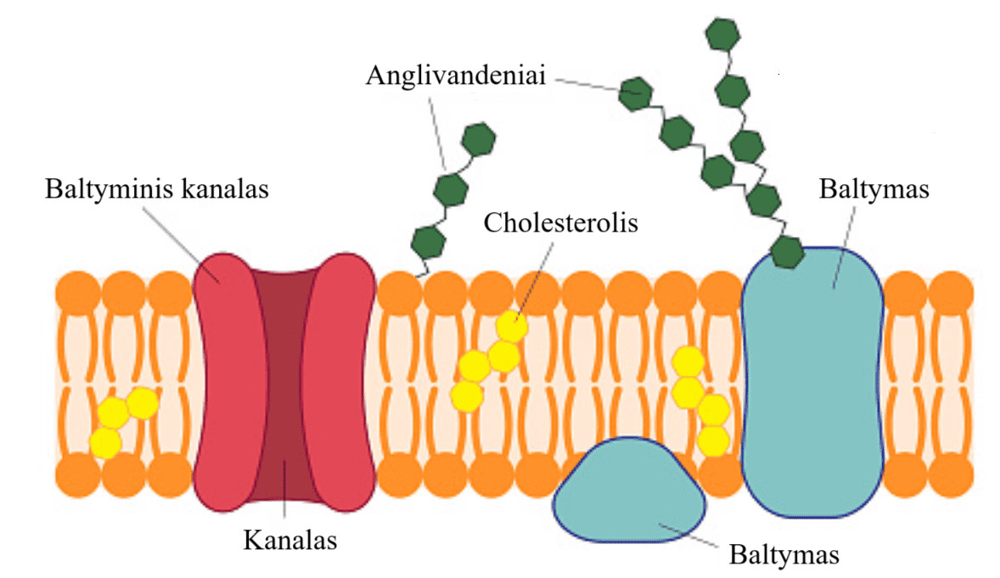 Anglivandeniai
Baltyminis kanalas
Baltymas
Cholesterolis
Kanalas
Baltymas